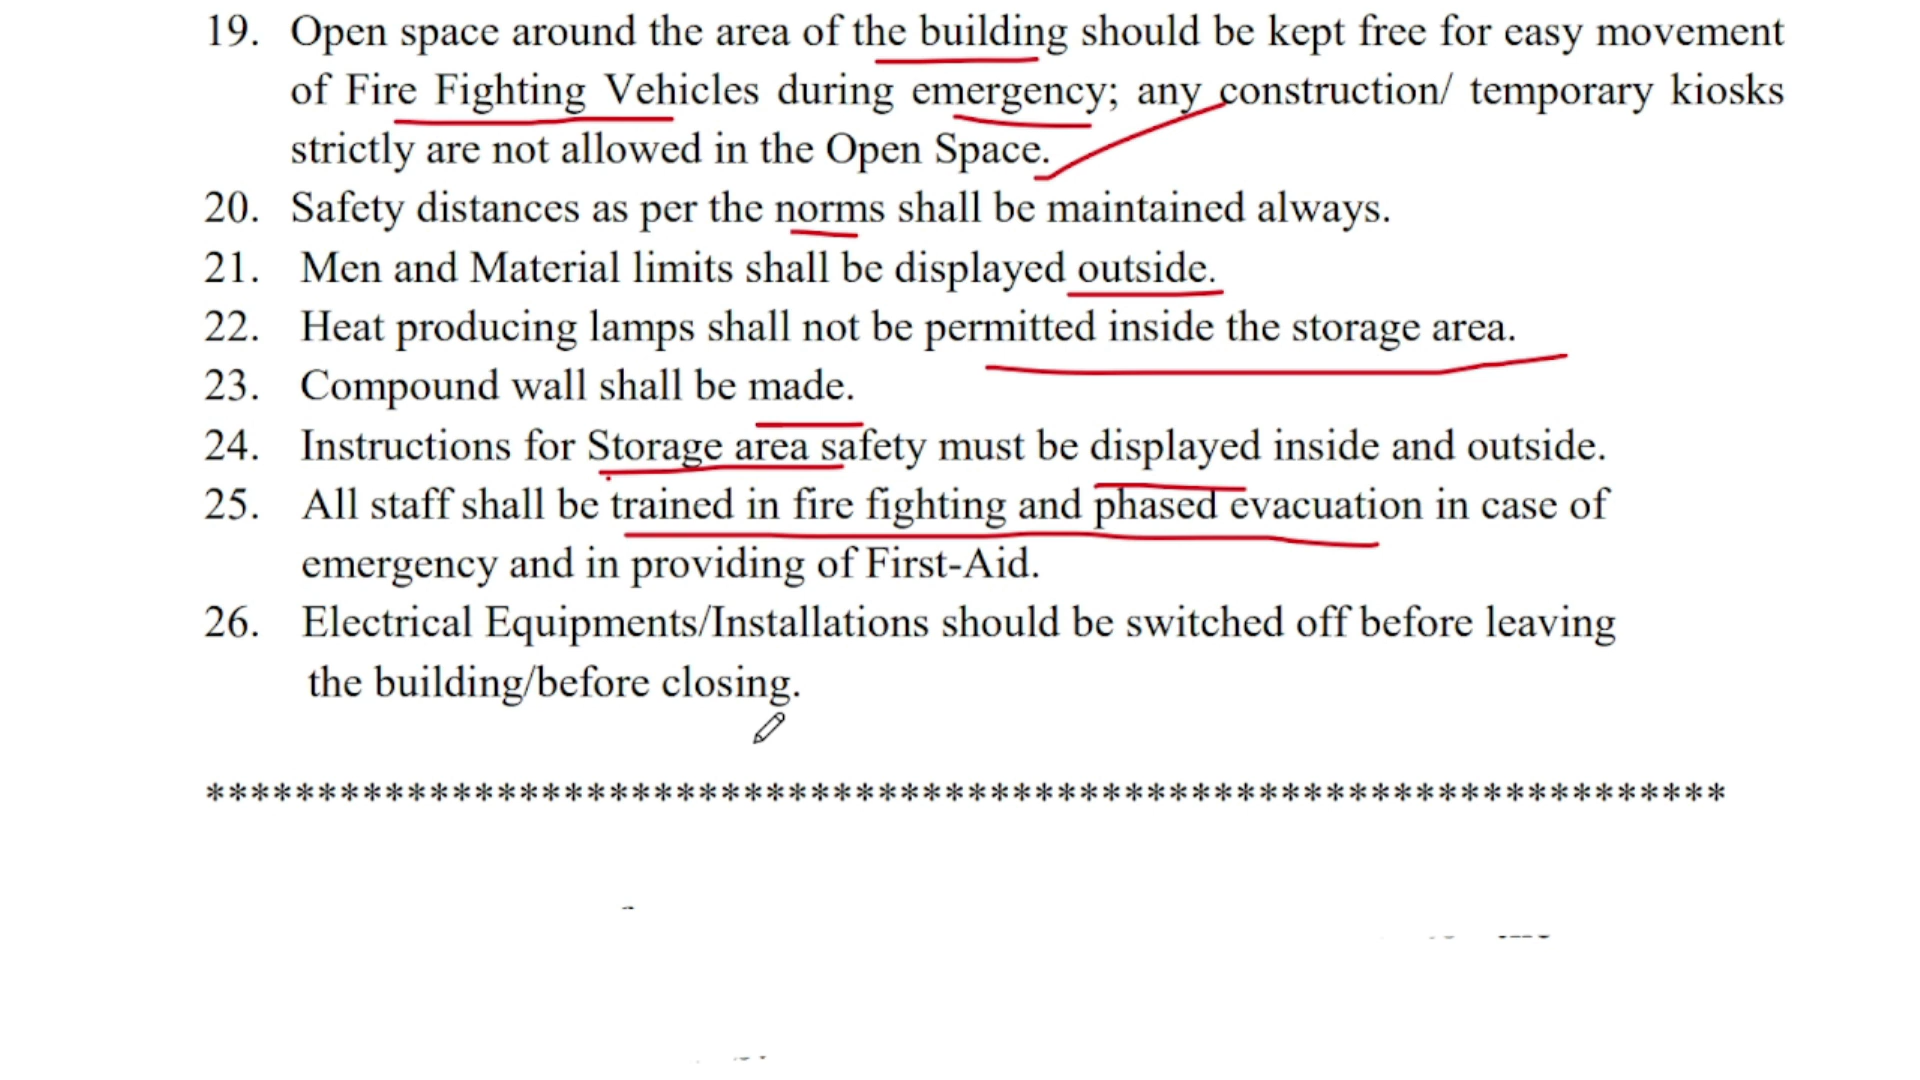 19. Open space around the area of the building should be kept free for easy movement
of Fire Fighting Vehicles during emergency; any construction/ temporary kiosks
strictly are not allowed in the Open Space.
20. Safety distances as per the norms shall be maintained always.
21. Men and Material limits shall be displayed outside.
22. Heat producing lamps shall not be permitted inside the storage area.
23. Compound wall shall be made.
24. Instructions for Storage area safety must be displayed inside and outside.
25. All staff shall be trained in fire fighting and phased evacuation in case of
emergency and in providing of First-Aid.
26. Electrical Equipments/Installations should be switched off before leaving
the building/before closing.
********************************************************************